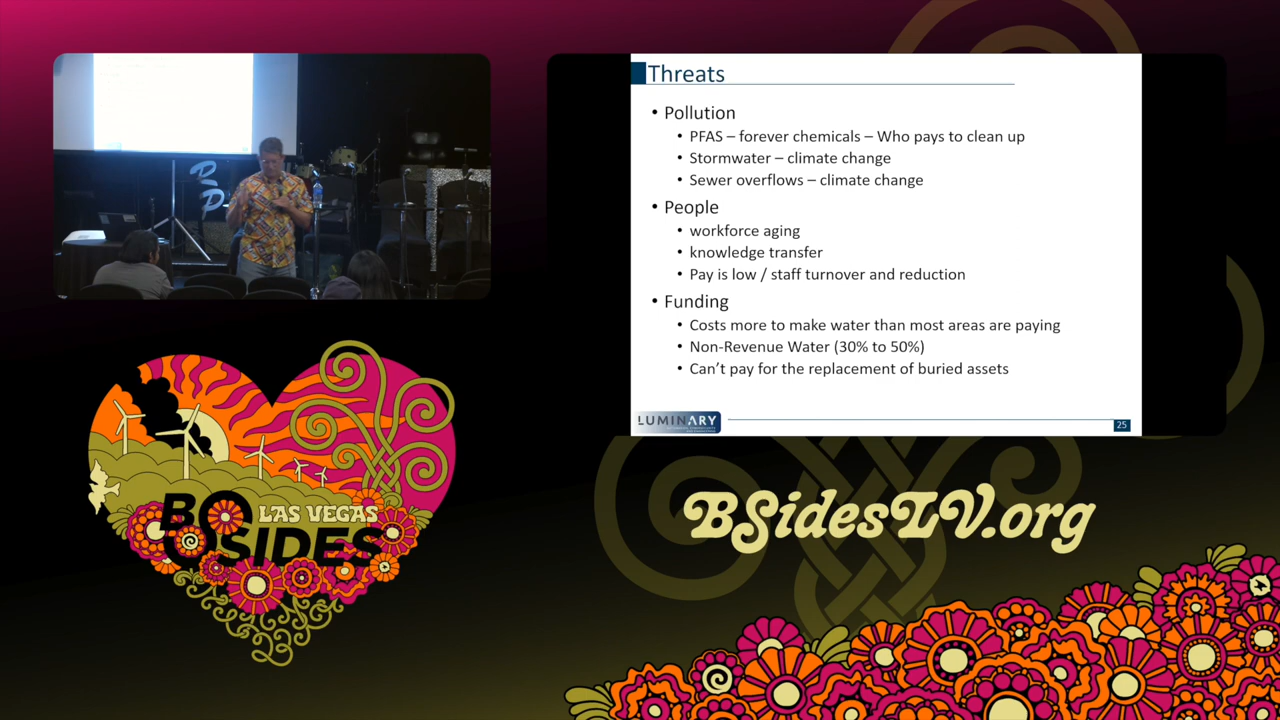 Threats
• Pollution
• PFAS – forever chemicals – Who pays to clean up
• Stormwater – climate change
• Sewer overflows – climate change
• People
• workforce aging
• knowledge transfer
• Pay is low / staff turnover and reduction
• Funding
• Costs more to make water than most areas are paying
• Non-Revenue Water (30% to 50%)
• Can't pay for the replacement of buried assets
LUMINARY
25
BSIDES
LAS VEGAS
BSidesLV.org